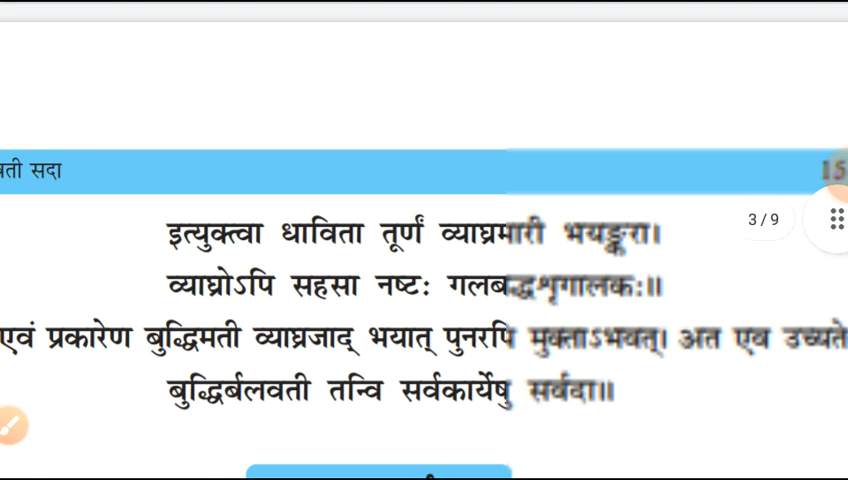 वती सदा
15
इत्युक्त्वा धाविता तूर्णं व्याघ्रमारी भयङ्करा।
3 / 9
व्याघ्रोऽपि सहसा नष्टः गलबद्धशृगालकः॥
एवं प्रकारेण बुद्धिमती व्याघ्रजाद् भयात् पुनरपि मुक्ताऽभवत्। अत एव उच्यते
बुद्धिर्बलवती तन्वि सर्वकार्येषु सर्वदा॥